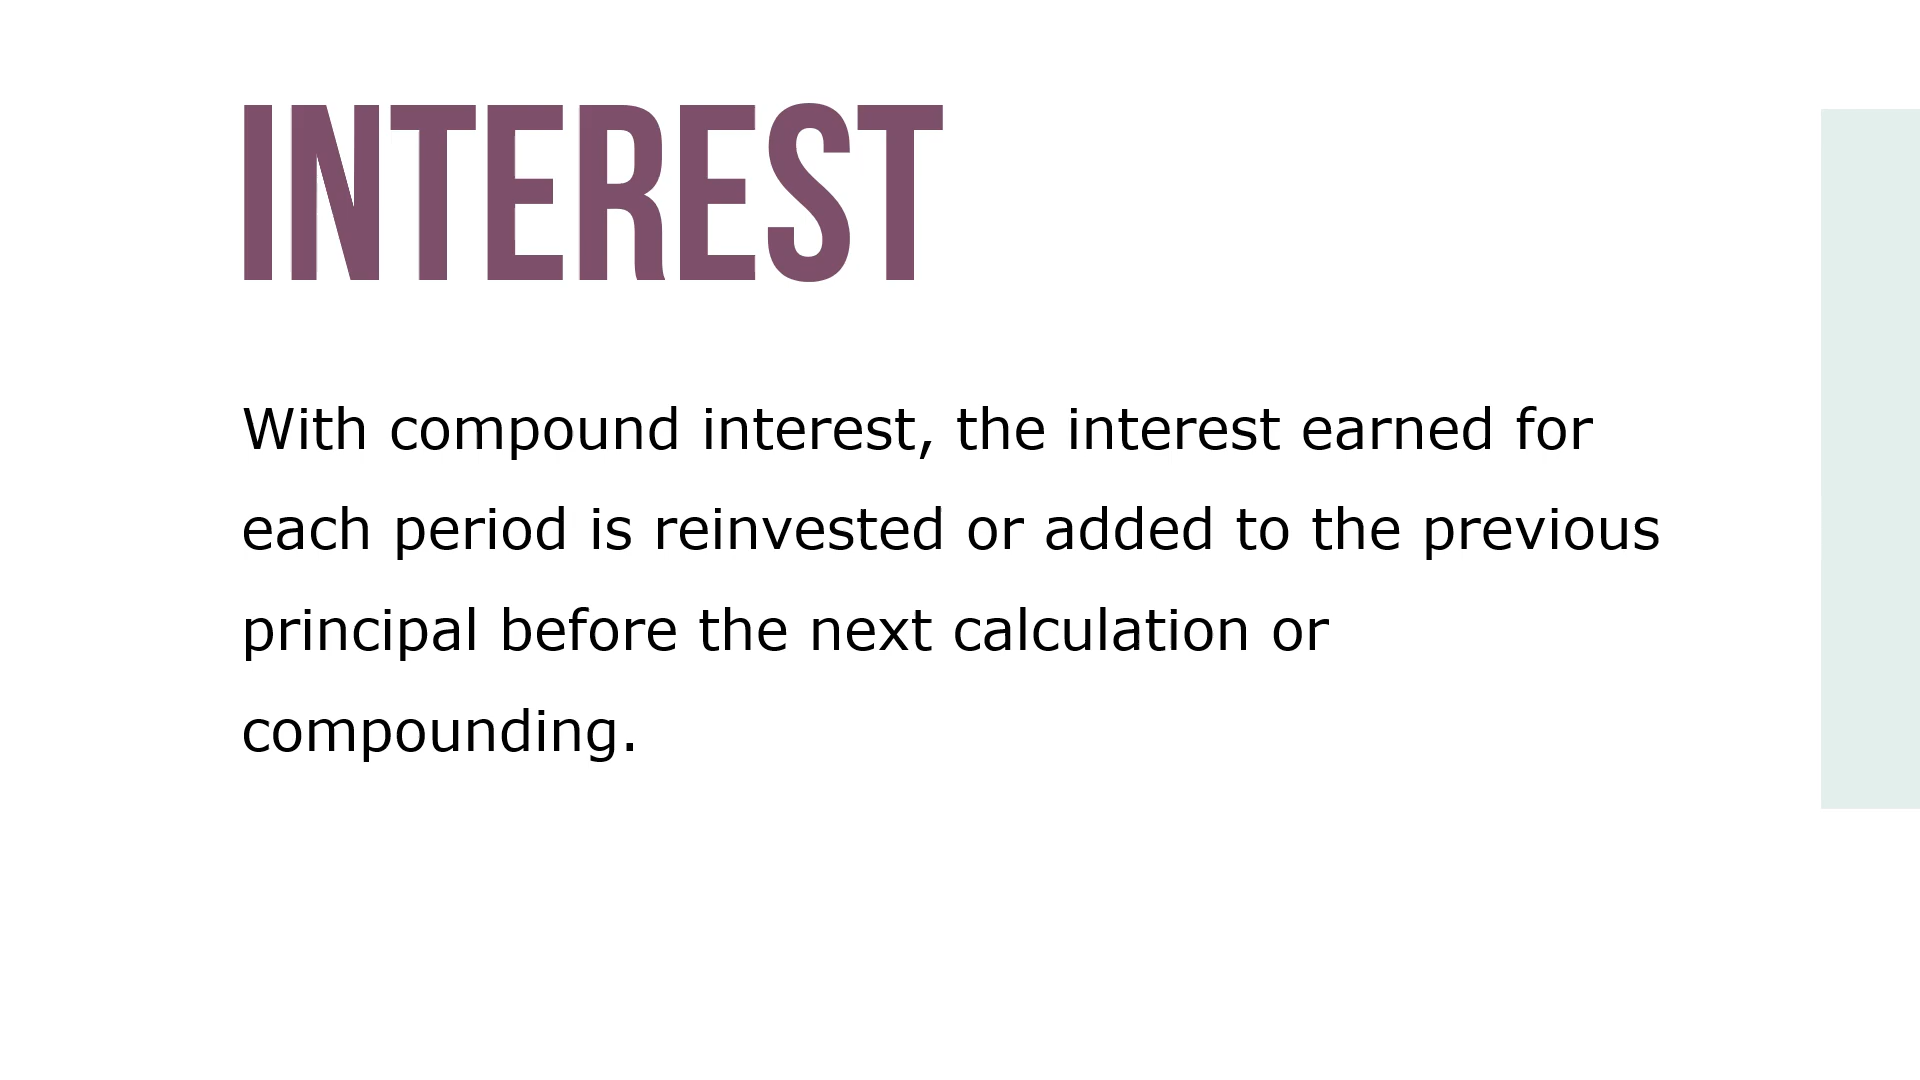 INTEREST
With compound interest, the interest earned for
each period is reinvested or added to the previous
principal before the next calculation or
compounding.